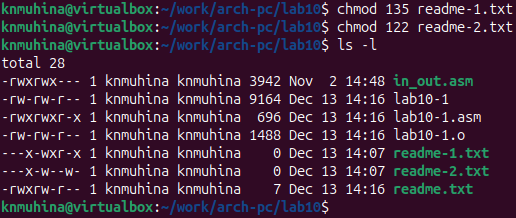 knmuhina@virtualbox:~/work/arch-pc/lab10$ chmod 135 readme-1.txt
knmuhina@virtualbox:~/work/arch-pc/lab10$ chmod 122 readme-2.txt
knmuhina@virtualbox:~/work/arch-pc/lab10$ ls -l
total 28
-rwxrwx--- 1 knmuhina knmuhina 3942 Nov  2 14:48 in_out.asm
-rw-rw-r-- 1 knmuhina knmuhina 9164 Dec 13 14:16 lab10-1
-rwxrwxr-x 1 knmuhina knmuhina  696 Dec 13 14:16 lab10-1.asm
-rw-rw-r-- 1 knmuhina knmuhina 1488 Dec 13 14:16 lab10-1.o
---x-wxr-x 1 knmuhina knmuhina    0 Dec 13 14:07 readme-1.txt
---x-w--w- 1 knmuhina knmuhina    0 Dec 13 14:07 readme-2.txt
-rwxrw-r-- 1 knmuhina knmuhina    7 Dec 13 14:16 readme.txt
knmuhina@virtualbox:~/work/arch-pc/lab10$